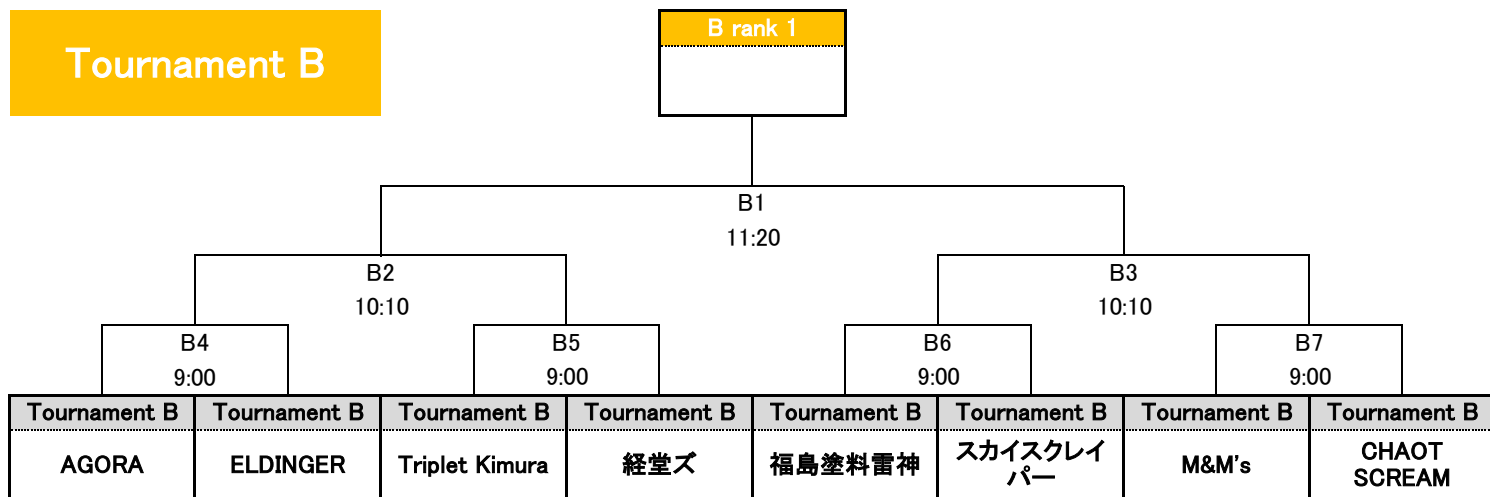 Tournament B
B rank 1
B1
11:20
B2
B3
10:10
10:10
B4
B5
B6
B7
9:00
9:00
9:00
9:00
Tournament B
Tournament B
Tournament B
Tournament B
Tournament B
Tournament B
Tournament B
Tournament B
AGORA
ELDINGER
Triplet Kimura
経堂ズ
福島塗料雷神
スカイスクレイ
パー
M&M's
CHAOT
SCREAM